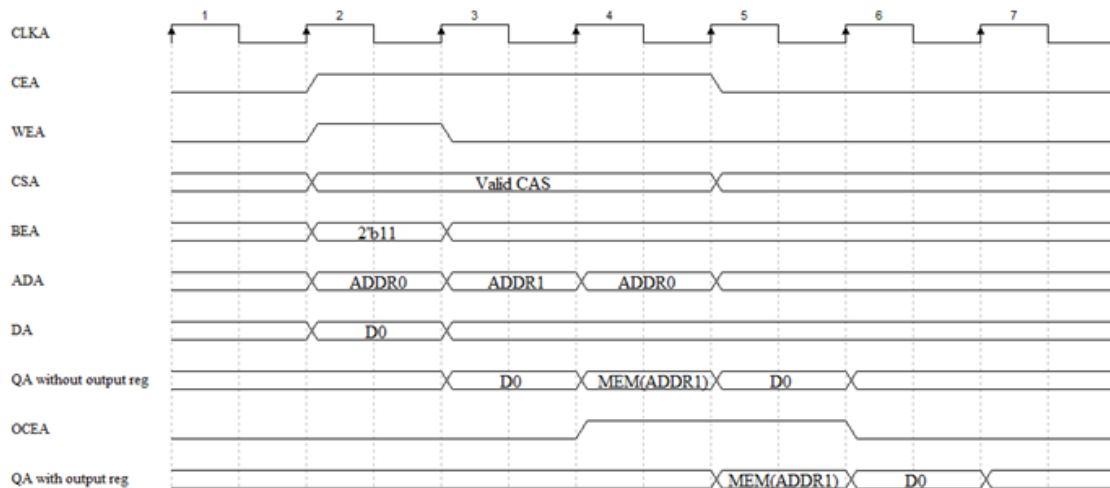 1 2 3 4 5 6 7
CLKA
CEA
WEA
CSA Valid CAS
BEA 2'b11
ADA ADDR0 ADDR1 ADDR0
DA D0
QA without output reg D0 MEM(ADDR1) D0
OCEA
QA with output reg MEM(ADDR1) D0